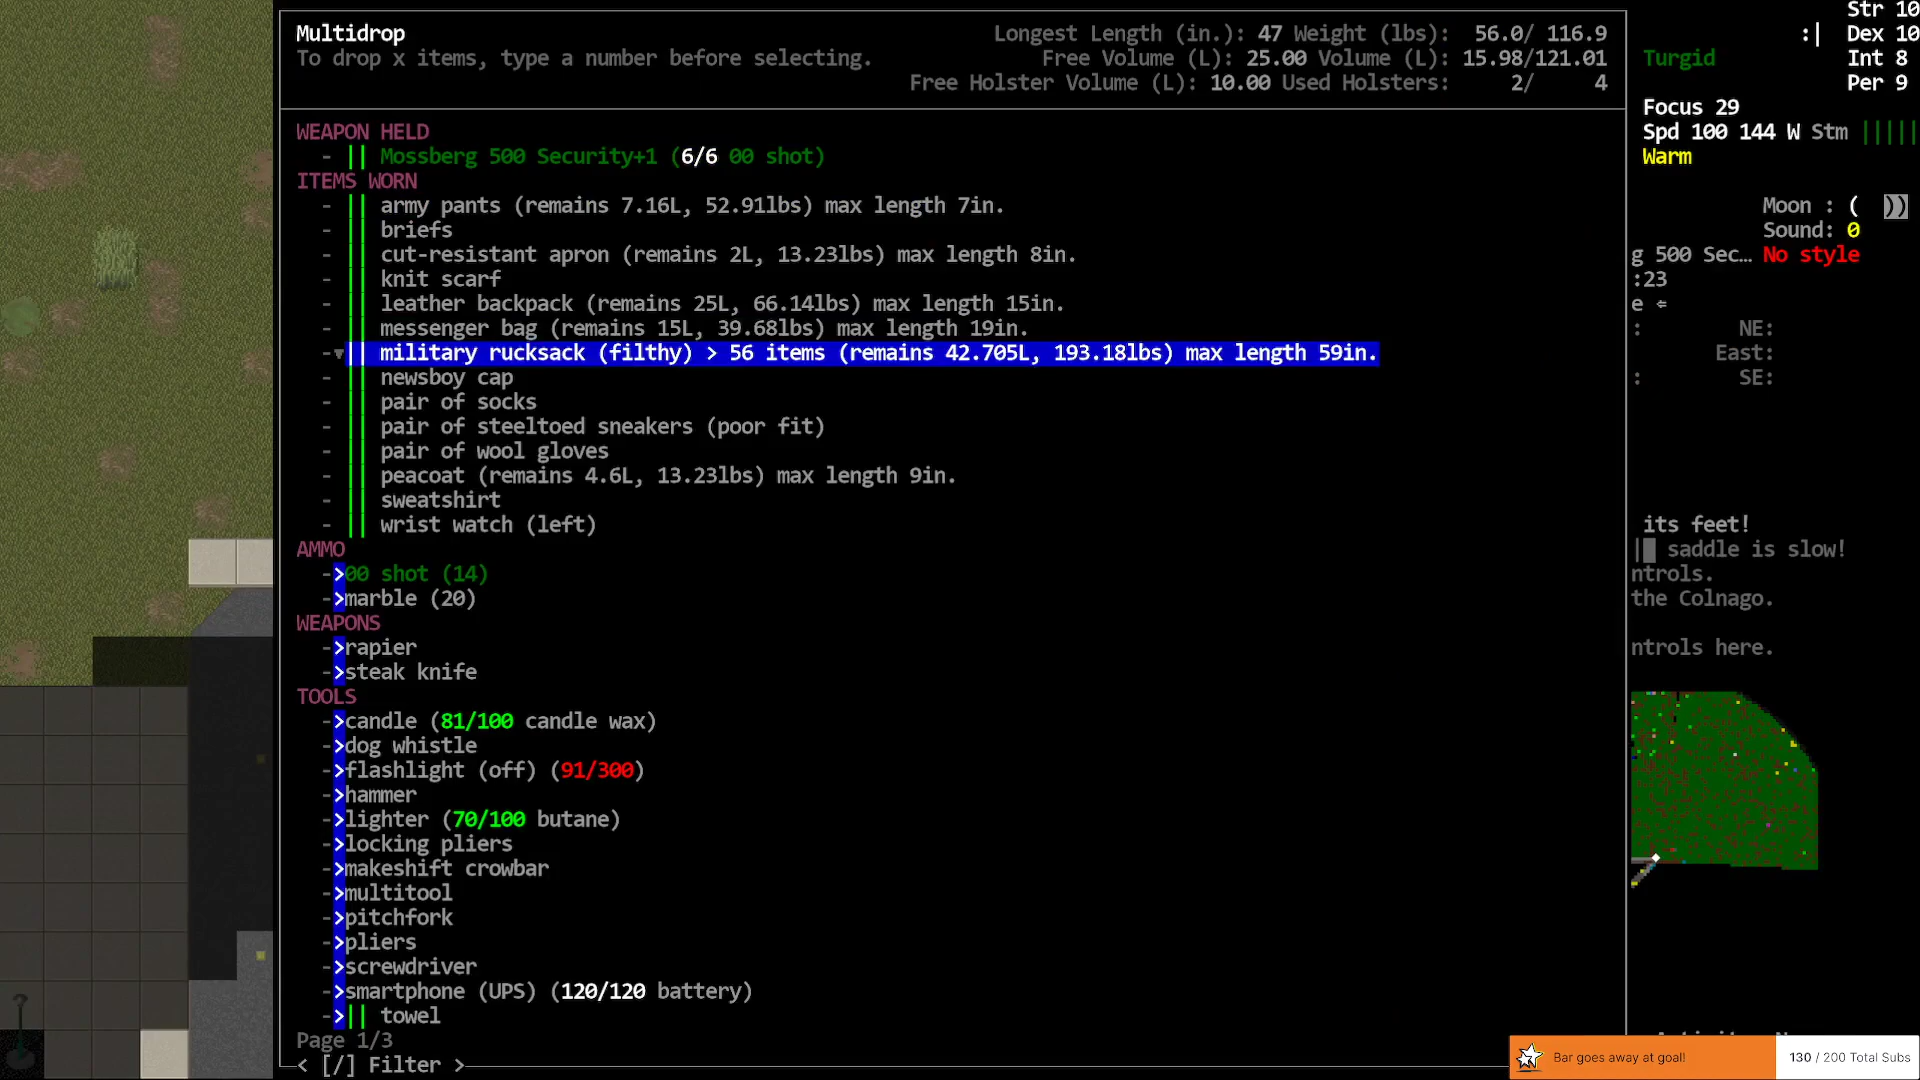 Multidrop
To drop x items, type a number before selecting.
Longest Length (in.): 47 Weight (lbs): 56.0/ 116.9
Free Volume (L): 25.00 Volume (L): 15.98/121.01
Free Holster Volume (L): 10.00 Used Holsters: 2/ 4
WEAPON HELD
- || Mossberg 500 Security+1 (6/6 00 shot)
ITEMS WORN
- || army pants (remains 7.16L, 52.91lbs) max length 7in.
- || briefs
- || cut-resistant apron (remains 2L, 13.23lbs) max length 8in.
- || knit scarf
- || leather backpack (remains 25L, 66.14lbs) max length 15in.
- || messenger bag (remains 15L, 39.68lbs) max length 19in.
-▼|| military rucksack (filthy) > 56 items (remains 42.705L, 193.18lbs) max length 59in.
- || newsboy cap
- || pair of socks
- || pair of steeltoed sneakers (poor fit)
- || pair of wool gloves
- || peacoat (remains 4.6L, 13.23lbs) max length 9in.
- || sweatshirt
- || wrist watch (left)
AMMO
->00 shot (14)
->marble (20)
WEAPONS
->rapier
->steak knife
TOOLS
->candle (81/100 candle wax)
->dog whistle
->flashlight (off) (91/300)
->hammer
->lighter (70/100 butane)
->locking pliers
->makeshift crowbar
->multitool
->pitchfork
->pliers
->screwdriver
->smartphone (UPS) (120/120 battery)
->|| towel
Page 1/3
< [/] Filter >
Str 10
:| Dex 10
Turgid Int 8
Per 9
Focus 29
Spd 100 144 W Stm |||||
Warm
Moon : ( ))
Sound: 0
g 500 Sec… No style
:23
e ⇐
: NE:
East:
: SE:
its feet!
|█ saddle is slow!
ntrols.
the Colnago.
ntrols here.
Bar goes away at goal!
130 / 200 Total Subs